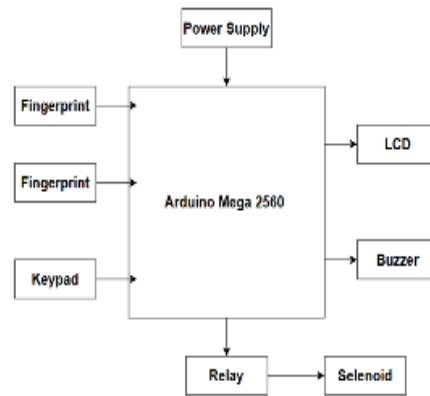 Power Supply
Fingerprint
Fingerprint
Keypad
Arduino Mega 2560
LCD
Buzzer
Relay
Selenoid